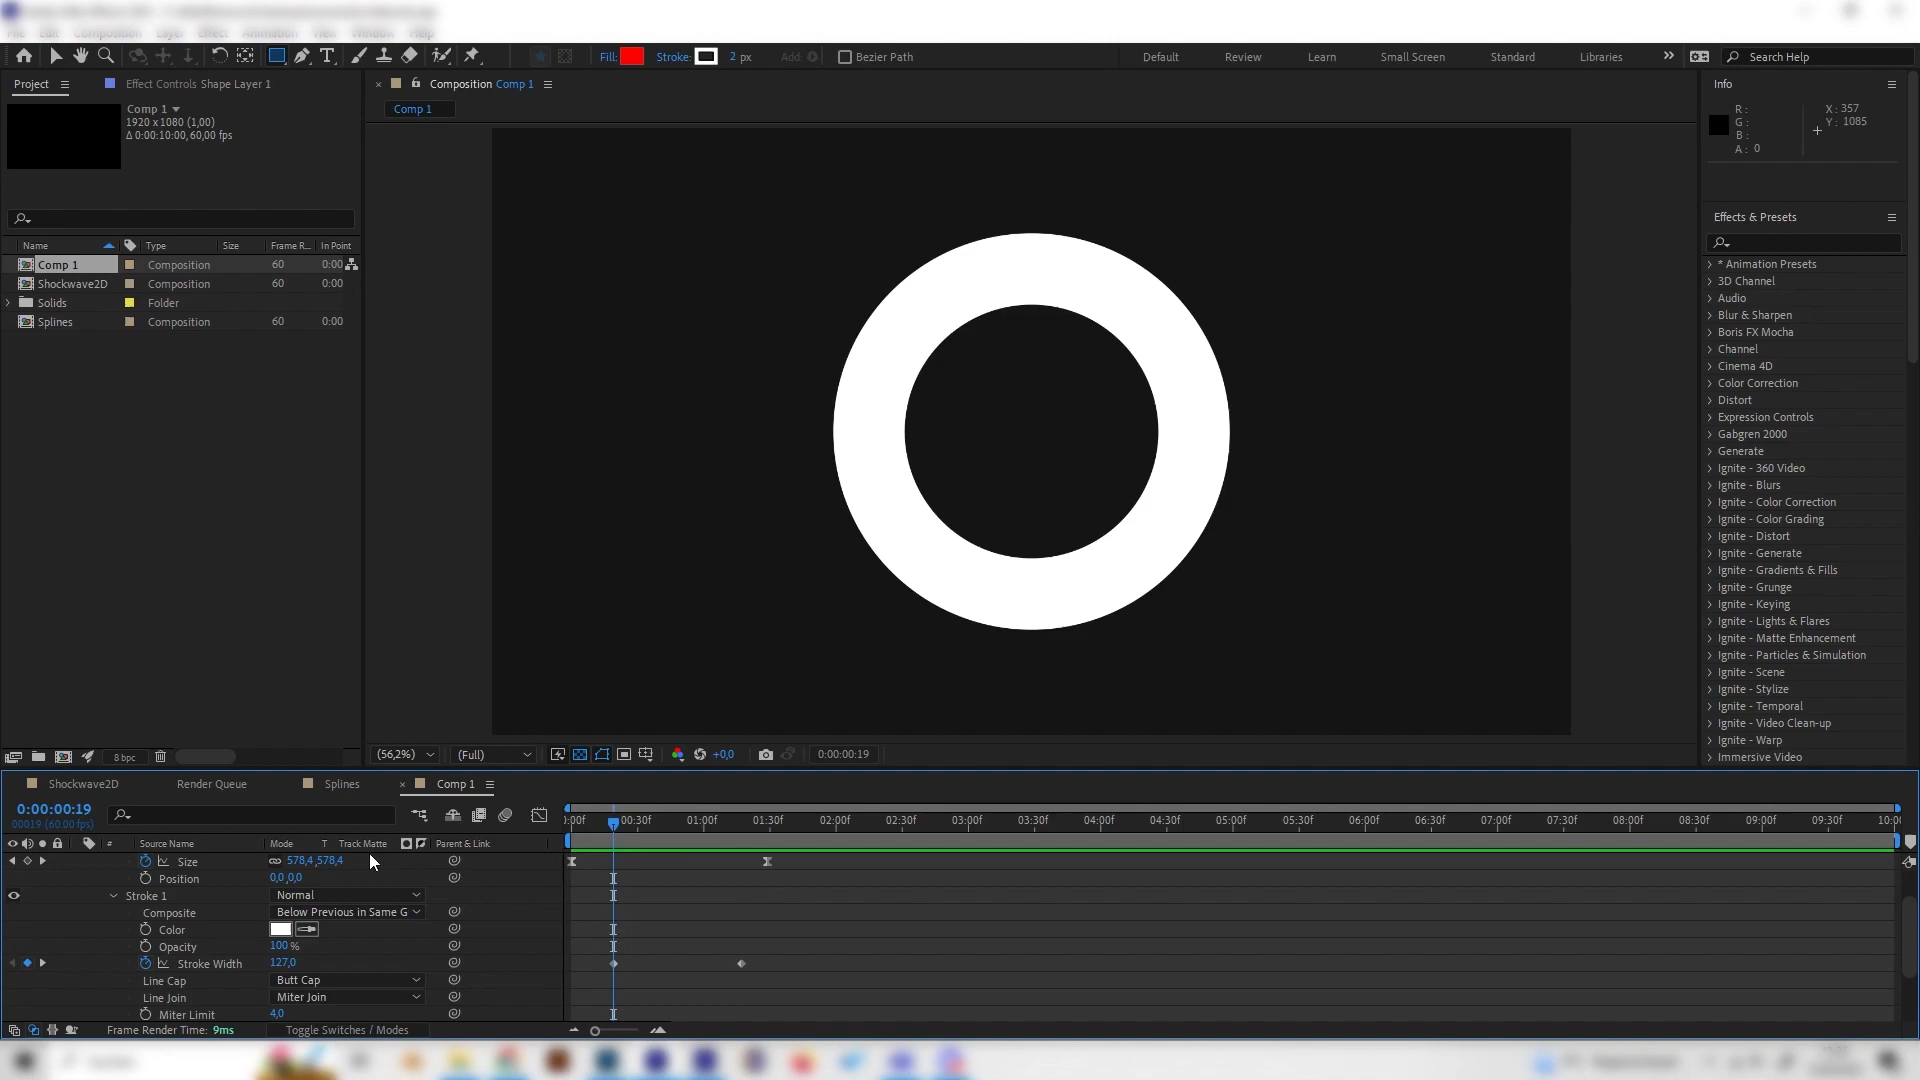 Fill:
Stroke:
2 px
Add:
Bezier Path
Default
Review
Learn
Small Screen
Standard
Libraries
Search Help
Project
Effect Controls Shape Layer 1
Composition Comp 1
Comp 1
Comp 1
1920 x 1080 (1,00)
Δ 0:00:10:00, 60,00 fps
Name
Type
Size
Frame R...
In Point
Comp 1 Composition 60 0:00
Shockwave2D Composition 60 0:00
Solids Folder
Splines Composition 60 0:00
8 bpc
(56,2%)
(Full)
+0,0
0:00:00:19
Info
R :
G :
B :
A : 0
X : 357
Y : 1085
Effects & Presets
* Animation Presets
3D Channel
Audio
Blur & Sharpen
Boris FX Mocha
Channel
Cinema 4D
Color Correction
Distort
Expression Controls
Gabgren 2000
Generate
Ignite - 360 Video
Ignite - Blurs
Ignite - Color Correction
Ignite - Color Grading
Ignite - Distort
Ignite - Generate
Ignite - Gradients & Fills
Ignite - Grunge
Ignite - Keying
Ignite - Lights & Flares
Ignite - Matte Enhancement
Ignite - Particles & Simulation
Ignite - Scene
Ignite - Stylize
Ignite - Temporal
Ignite - Video Clean-up
Ignite - Warp
Immersive Video
Shockwave2D
Render Queue
Splines
Comp 1
0:00:00:19
00019 (60.00 fps)
# Source Name Mode T Track Matte Parent & Link
:00f 00:30f 01:00f 01:30f 02:00f 02:30f 03:00f 03:30f 04:00f 04:30f 05:00f 05:30f 06:00f 06:30f 07:00f 07:30f 08:00f 08:30f 09:00f 09:30f 10:00
Size 578,4,578,4
Position 0,0,0,0
Stroke 1 Normal
Composite Below Previous in Same G
Color
Opacity 100 %
Stroke Width 127,0
Line Cap Butt Cap
Line Join Miter Join
Miter Limit 4,0
Frame Render Time: 9ms
Toggle Switches / Modes